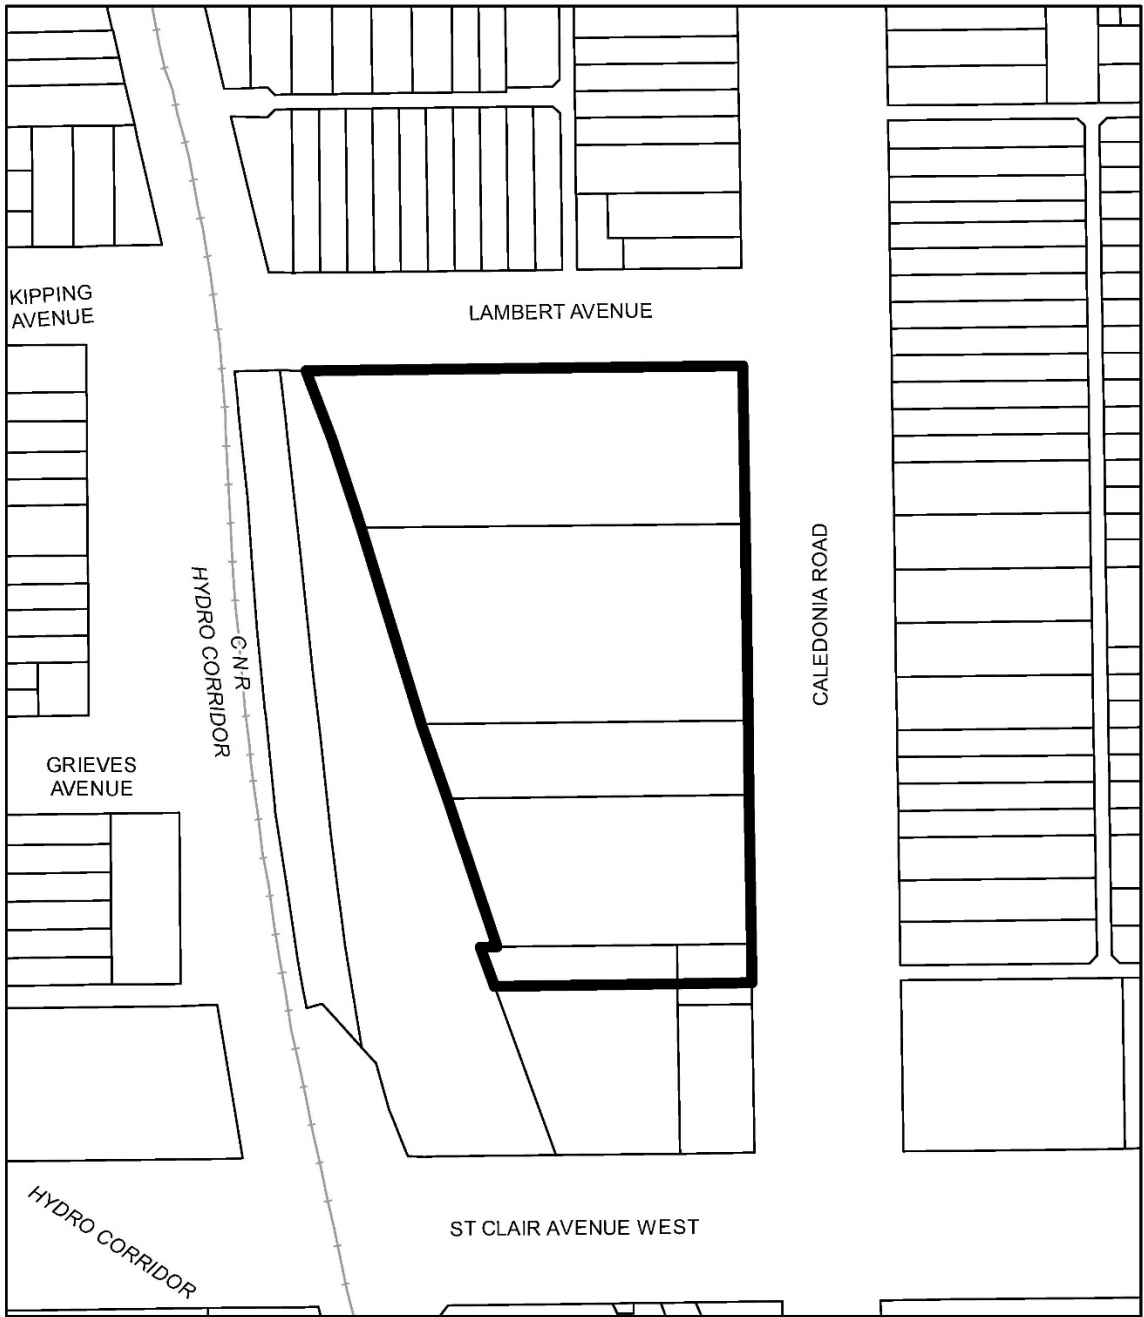 KIPPING
AVENUE
LAMBERT AVENUE
CALEDONIA ROAD
C-N-R
HYDRO CORRIDOR
GRIEVES
AVENUE
HYDRO CORRIDOR
ST CLAIR AVENUE WEST